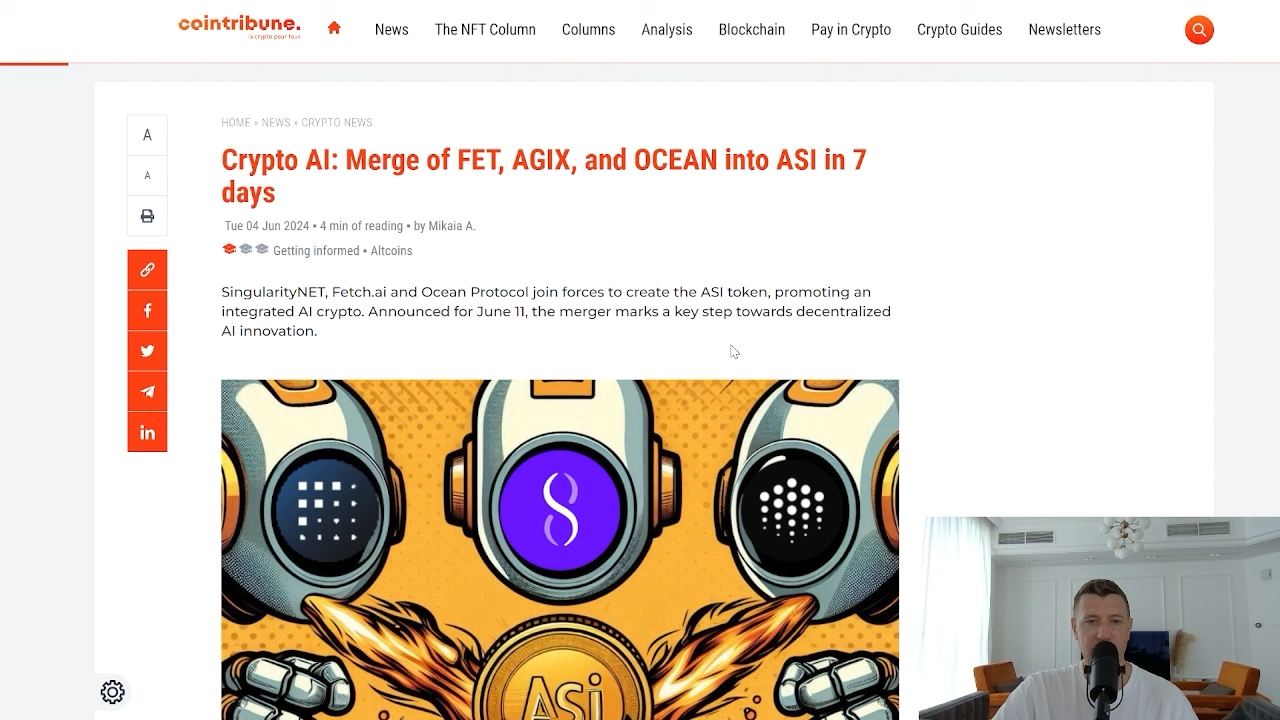 cointribune.
la crypto pour tous
News
The NFT Column
Columns
Analysis
Blockchain
Pay in Crypto
Crypto Guides
Newsletters
A
A
HOME » NEWS » CRYPTO NEWS
Crypto AI: Merge of FET, AGIX, and OCEAN into ASI in 7
days
Tue 04 Jun 2024 ▪ 4 min of reading ▪ by Mikaia A.
Getting informed ▪ Altcoins
SingularityNET, Fetch.ai and Ocean Protocol join forces to create the ASI token, promoting an
integrated AI crypto. Announced for June 11, the merger marks a key step towards decentralized
AI innovation.
ASi